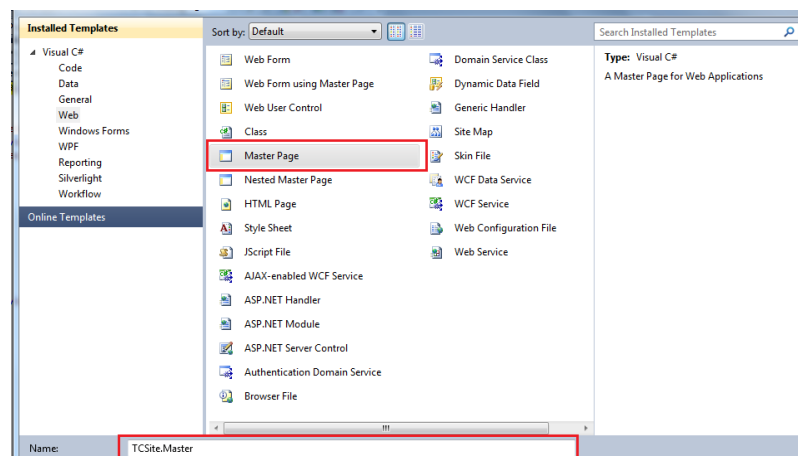 Installed Templates
Sort by: Default
Search Installed Templates
Visual C#
Code
Data
General
Web
Windows Forms
WPF
Reporting
Silverlight
Workflow
Online Templates
Web Form
Web Form using Master Page
Web User Control
Class
Master Page
Nested Master Page
HTML Page
Style Sheet
JScript File
AJAX-enabled WCF Service
ASP.NET Handler
ASP.NET Module
ASP.NET Server Control
Authentication Domain Service
Browser File
Domain Service Class
Dynamic Data Field
Generic Handler
Site Map
Skin File
WCF Data Service
WCF Service
Web Configuration File
Web Service
Type: Visual C#
A Master Page for Web Applications
Name: TCSite.Master